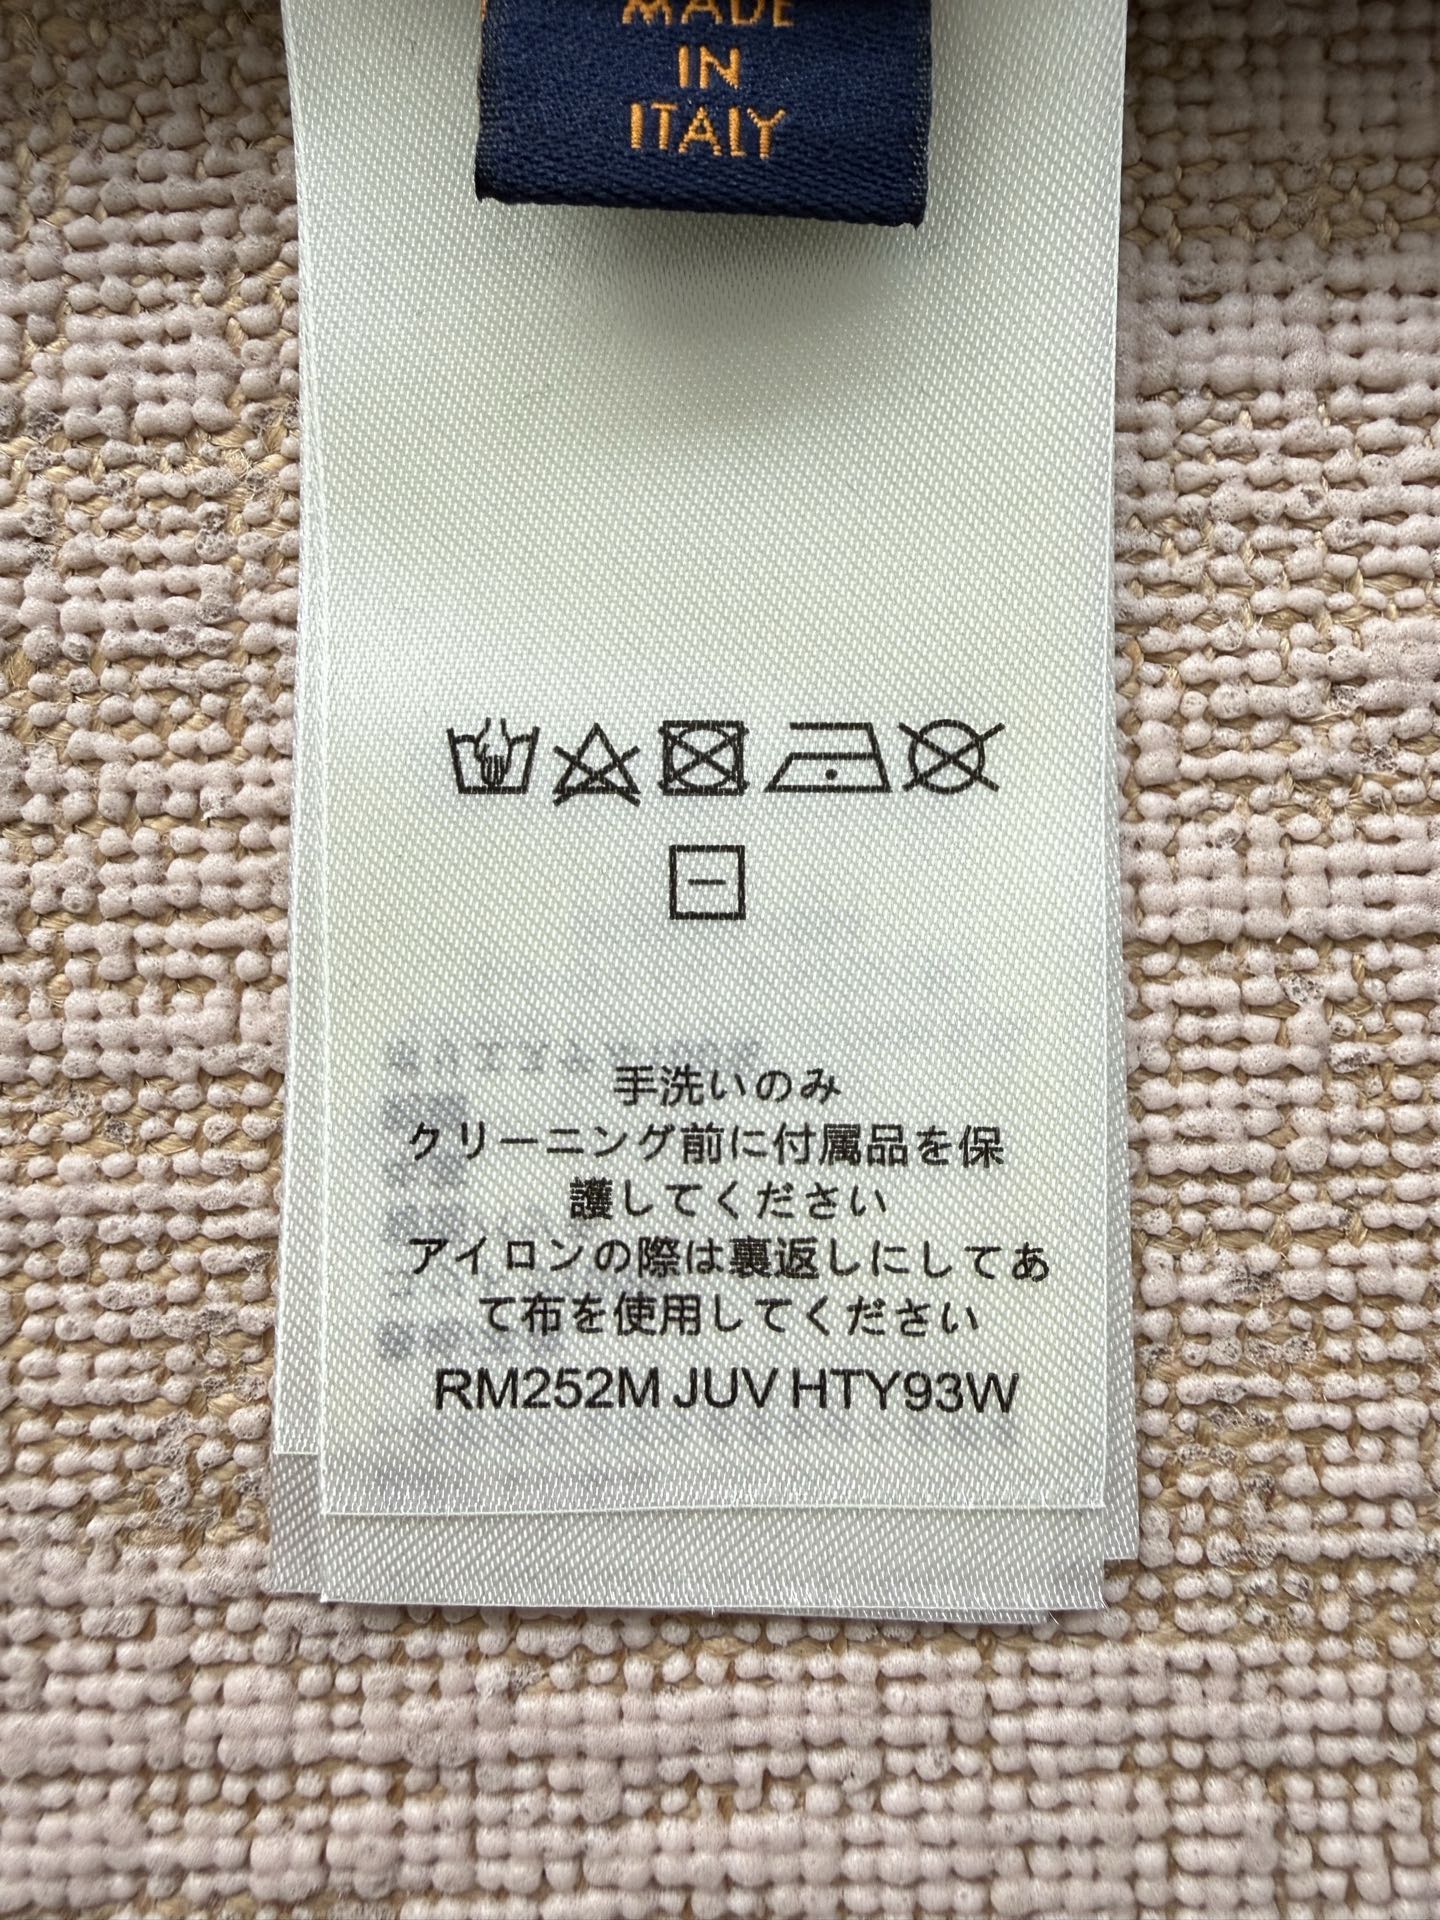 MADE
IN
ITALY
手洗いのみ
クリーニング前に付属品を保
護してください
アイロンの際は裏返しにしてあ
て布を使用してください
RM252M JUV HTY93W